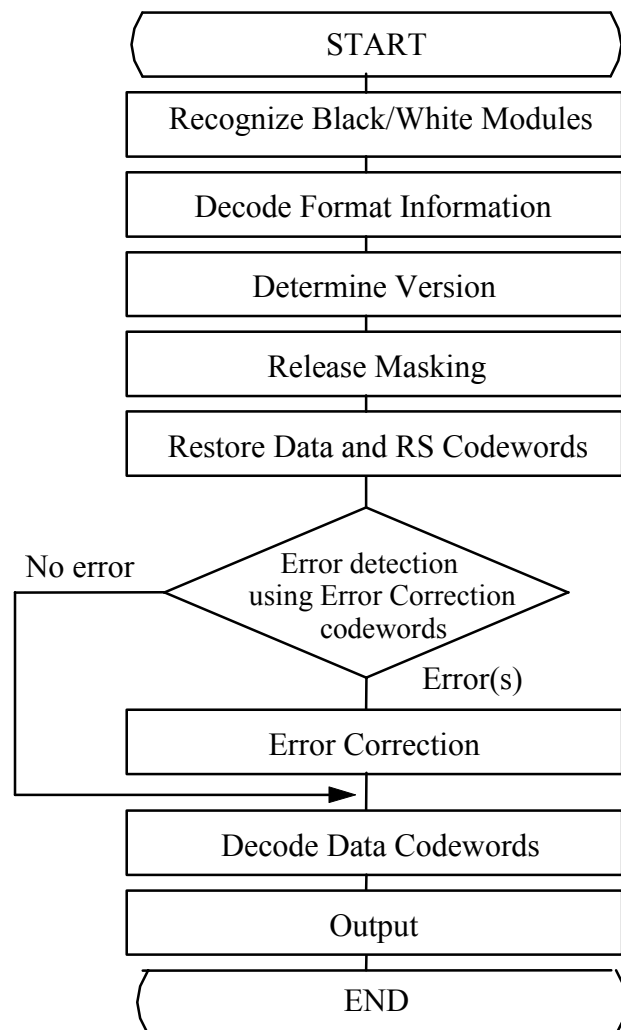 START
Recognize Black/White Modules
Decode Format Information
Determine Version
Release Masking
Restore Data and RS Codewords
No error
Error detection
using Error Correction
codewords
Error(s)
Error Correction
Decode Data Codewords
Output
END